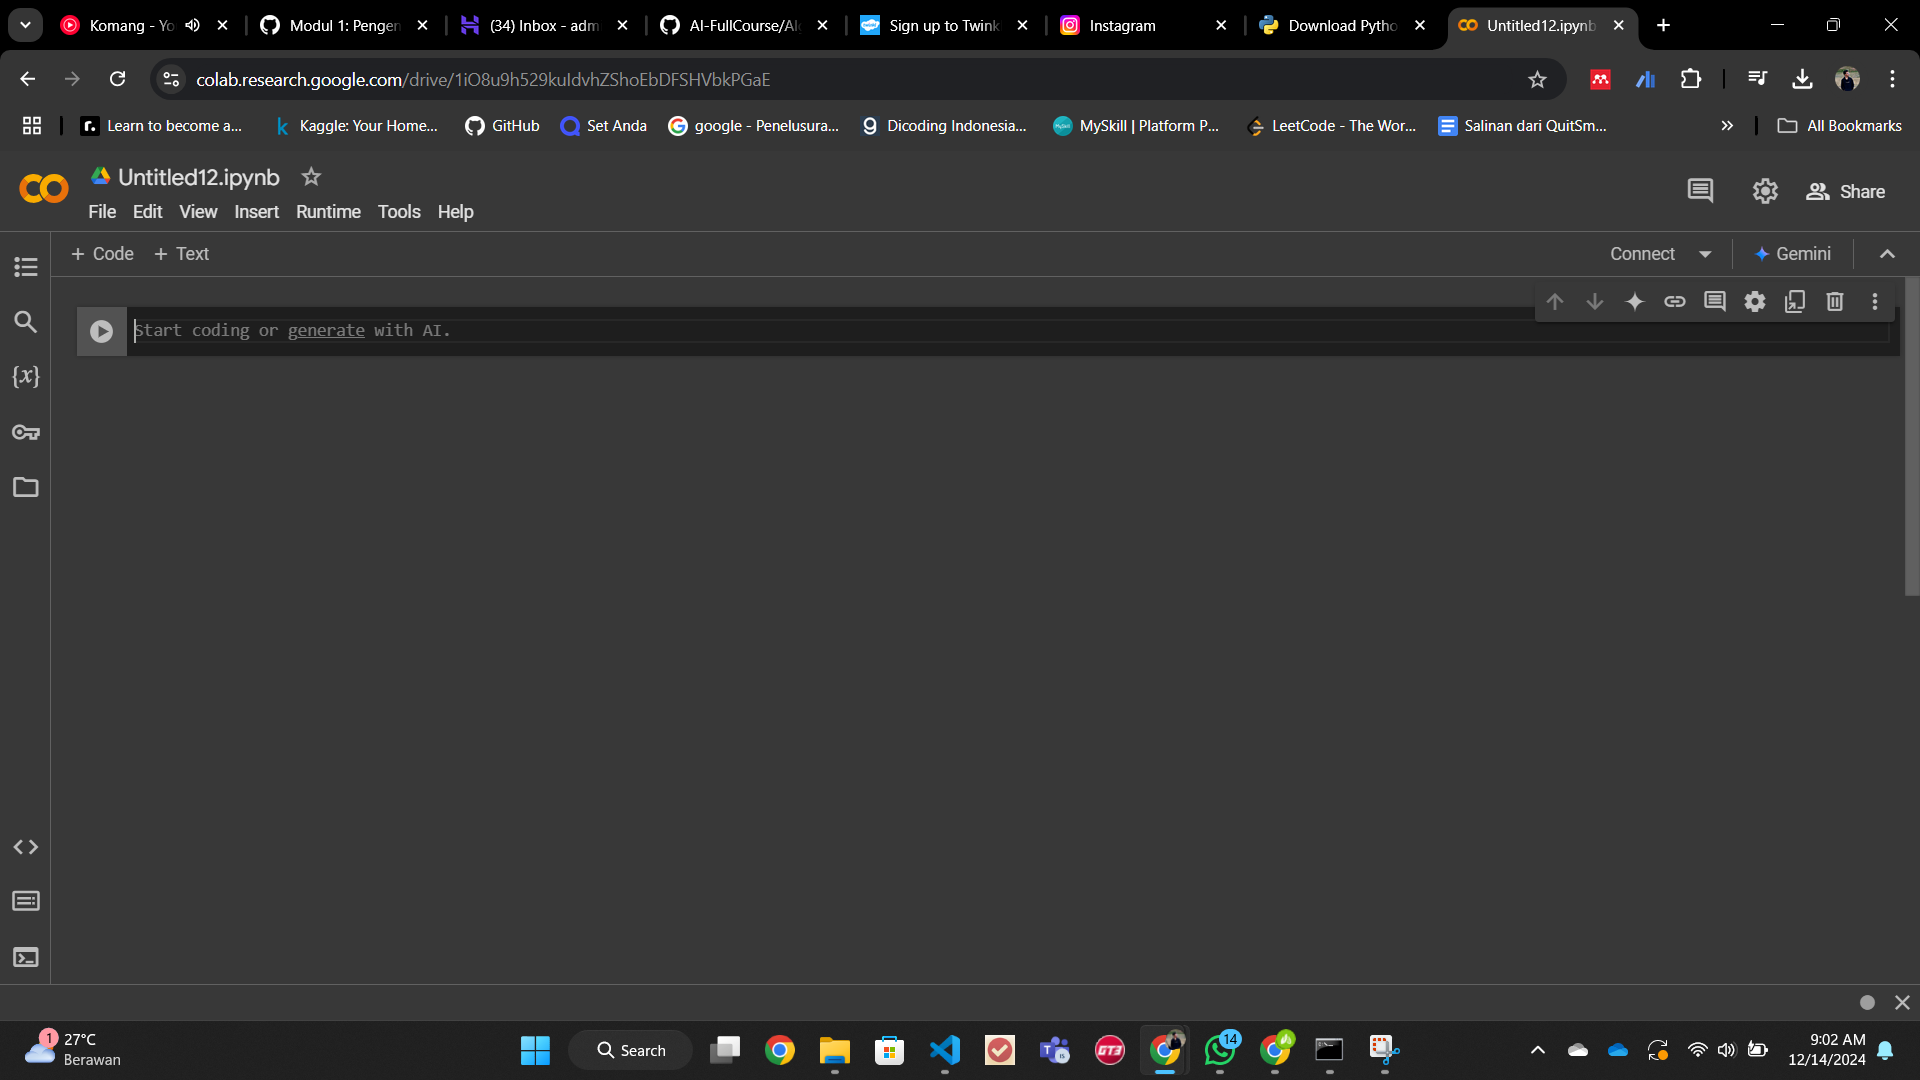 Komang - Yo
Modul 1: Pengen
(34) Inbox - adm
AI-FullCourse/Al
Sign up to Twink
Instagram
Download Pytho
Untitled12.ipynb
colab.research.google.com/drive/1iO8u9h529kuIdvhZShoEbDFSHVbkPGaE
Learn to become a...
Kaggle: Your Home...
GitHub
Set Anda
google - Penelusura...
Dicoding Indonesia...
MySkill | Platform P...
LeetCode - The Wor...
Salinan dari QuitSm...
All Bookmarks
Untitled12.ipynb
File Edit View Insert Runtime Tools Help
Share
+ Code + Text
Connect
Gemini
Start coding or generate with AI.
{x}
1
27°C
Berawan
Search
GT3
14
9:02 AM
12/14/2024